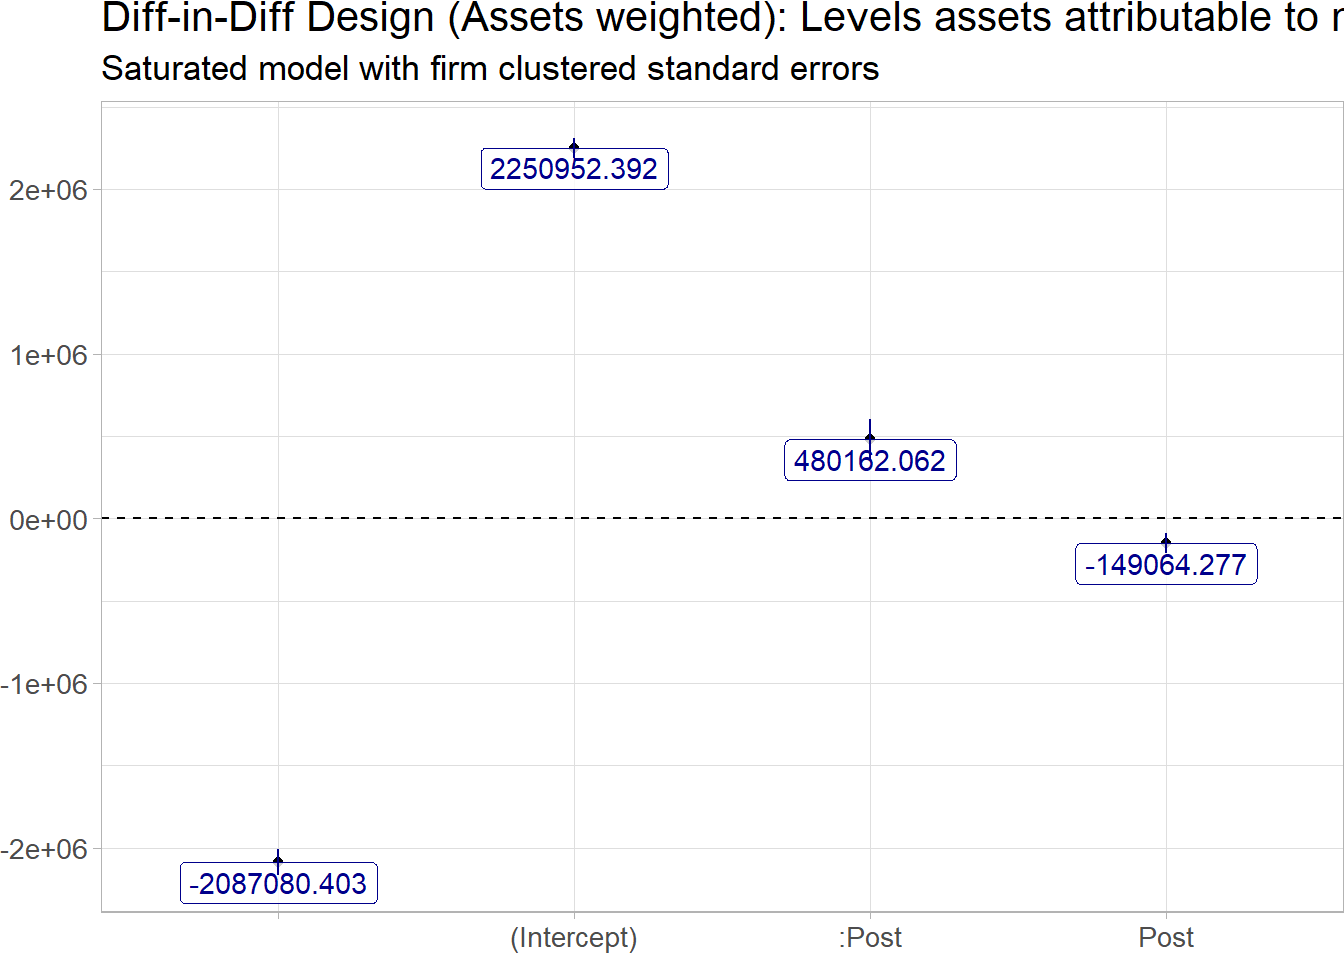 Diff-in-Diff Design (Assets weighted): Levels assets attributable to
Saturated model with firm clustered standard errors
2250952.392
2e+06
1e+06
480162.062
0e+00
-149064.277
-1e+06
-2e+06
-2087080.403
(Intercept)
:Post
Post